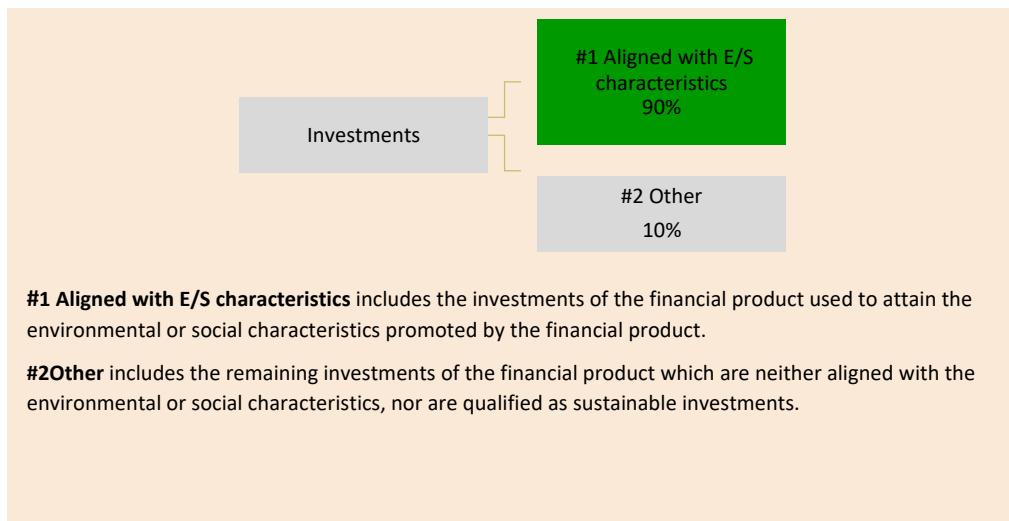 #1 Aligned with E/S
characteristics
90%
Investments
#2 Other
10%
#1 Aligned with E/S characteristics includes the investments of the financial product used to attain the
environmental or social characteristics promoted by the financial product.
#2Other includes the remaining investments of the financial product which are neither aligned with the
environmental or social characteristics, nor are qualified as sustainable investments.